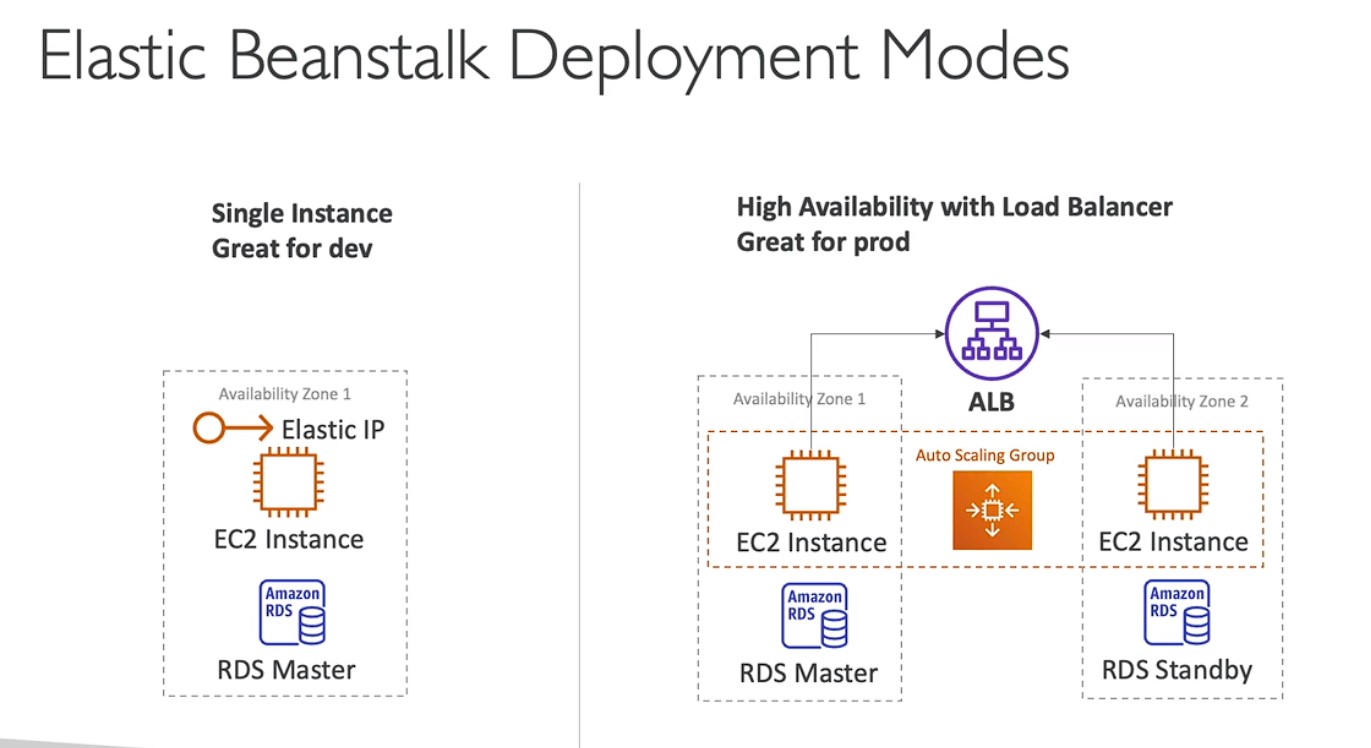 Elastic Beanstalk Deployment Modes
Single Instance
Great for dev
Availability Zone 1
Elastic IP
EC2 Instance
Amazon
RDS
RDS Master
High Availability with Load Balancer
Great for prod
ALB
Availability Zone 1
Availability Zone 2
Auto Scaling Group
EC2 Instance
EC2 Instance
Amazon
RDS
Amazon
RDS
RDS Master
RDS Standby